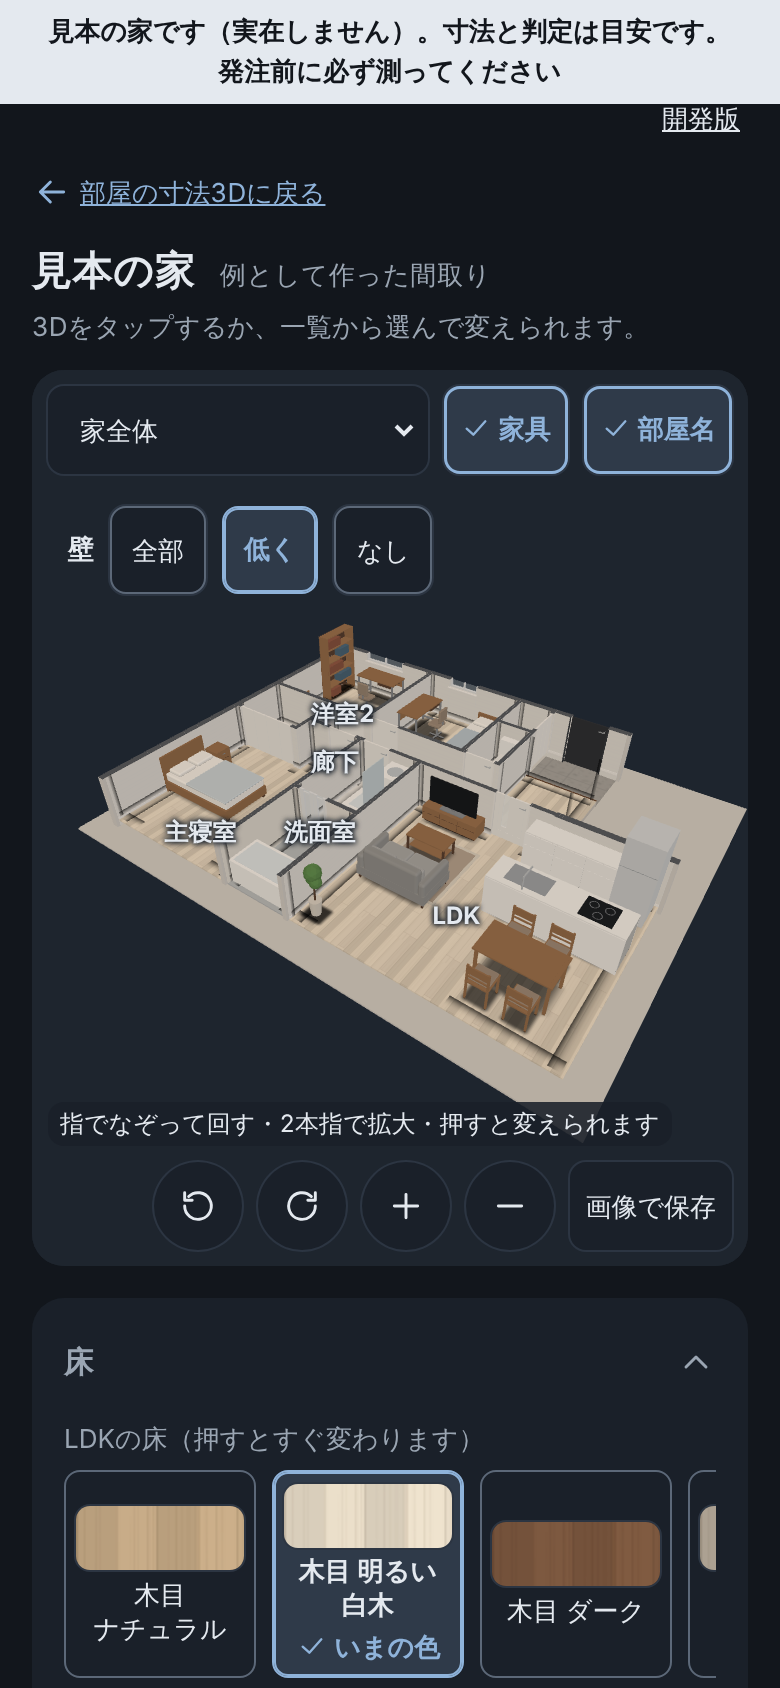 見本の家です（実在しません）。寸法と判定は目安です。
発注前に必ず測ってください
開発版
部屋の寸法3Dに戻る
見本の家 例として作った間取り
3Dをタップするか、一覧から選んで変えられます。
家全体
家具
部屋名
壁
全部
低く
なし
洋室2
廊下
主寝室
洗面室
LDK
指でなぞって回す・2本指で拡大・押すと変えられます
画像で保存
床
LDKの床（押すとすぐ変わります）
木目
ナチュラル
木目 明るい
白木
いまの色
木目 ダーク